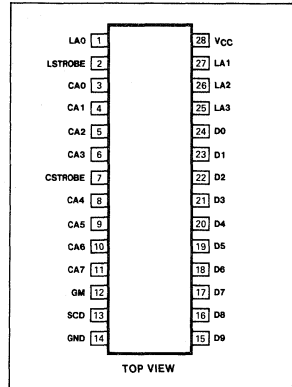 LA0 1 28 VCC
LSTROBE 2 27 LA1
CA0 3 26 LA2
CA1 4 25 LA3
CA2 5 24 D0
CA3 6 23 D1
CSTROBE 7 22 D2
CA4 8 21 D3
CA5 9 20 D4
CA6 10 19 D5
CA7 11 18 D6
GM 12 17 D7
SCD 13 16 D8
GND 14 15 D9
TOP VIEW